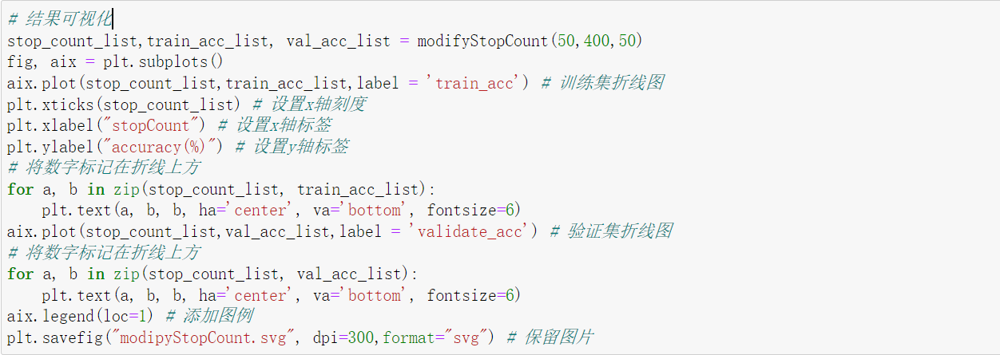 # 结果可视化
stop_count_list,train_acc_list, val_acc_list = modifyStopCount(50,400,50)
fig, aix = plt.subplots()
aix.plot(stop_count_list,train_acc_list,label = 'train_acc') # 训练集折线图
plt.xticks(stop_count_list) # 设置x轴刻度
plt.xlabel("stopCount") # 设置x轴标签
plt.ylabel("accuracy(%)") # 设置y轴标签
# 将数字标记在折线上方
for a, b in zip(stop_count_list, train_acc_list):
    plt.text(a, b, b, ha='center', va='bottom', fontsize=6)
aix.plot(stop_count_list,val_acc_list,label = 'validate_acc') # 验证集折线图
# 将数字标记在折线上方
for a, b in zip(stop_count_list, val_acc_list):
    plt.text(a, b, b, ha='center', va='bottom', fontsize=6)
aix.legend(loc=1) # 添加图例
plt.savefig("modipyStopCount.svg", dpi=300,format="svg") # 保留图片